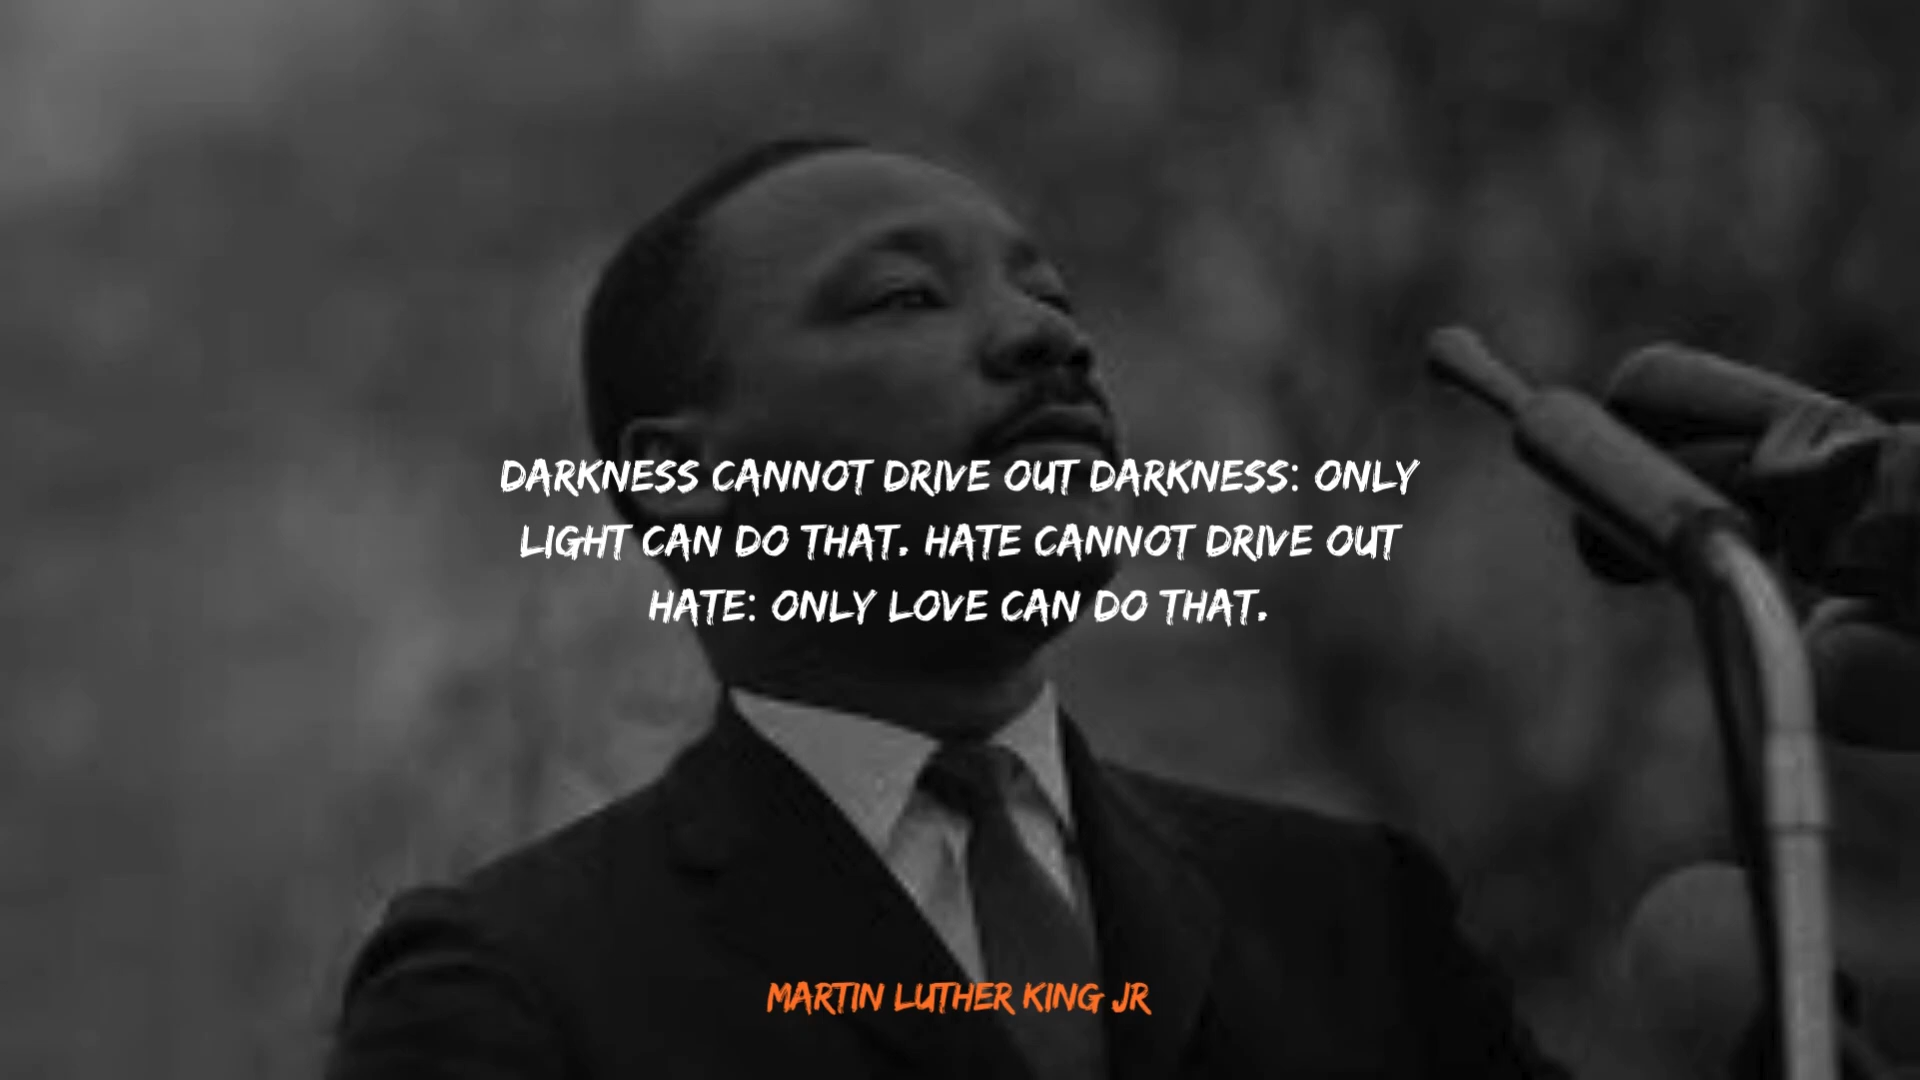 DARKNESS CANNOT DRIVE OUT DARKNESS: ONLY
LIGHT CAN DO THAT. HATE CANNOT DRIVE OUT
HATE: ONLY LOVE CAN DO THAT.
MARTIN LUTHER KING JR